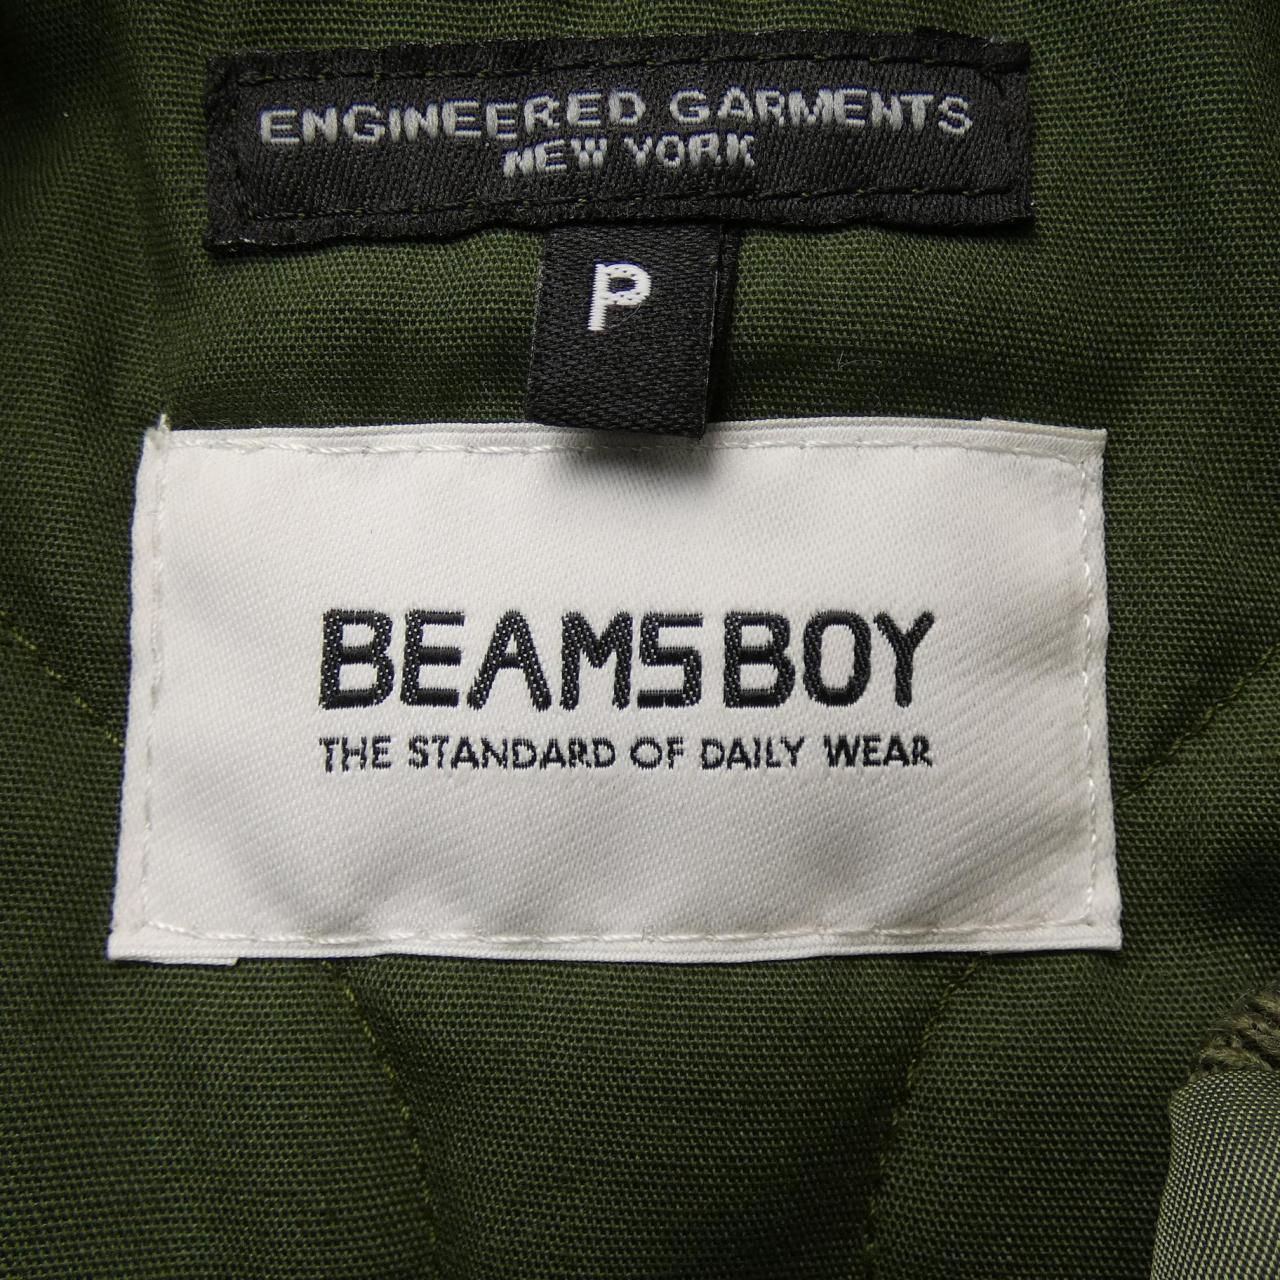 ENGINEERED GARMENTS
NEW YORK
P
BEAMS BOY
THE STANDARD OF DAILY WEAR